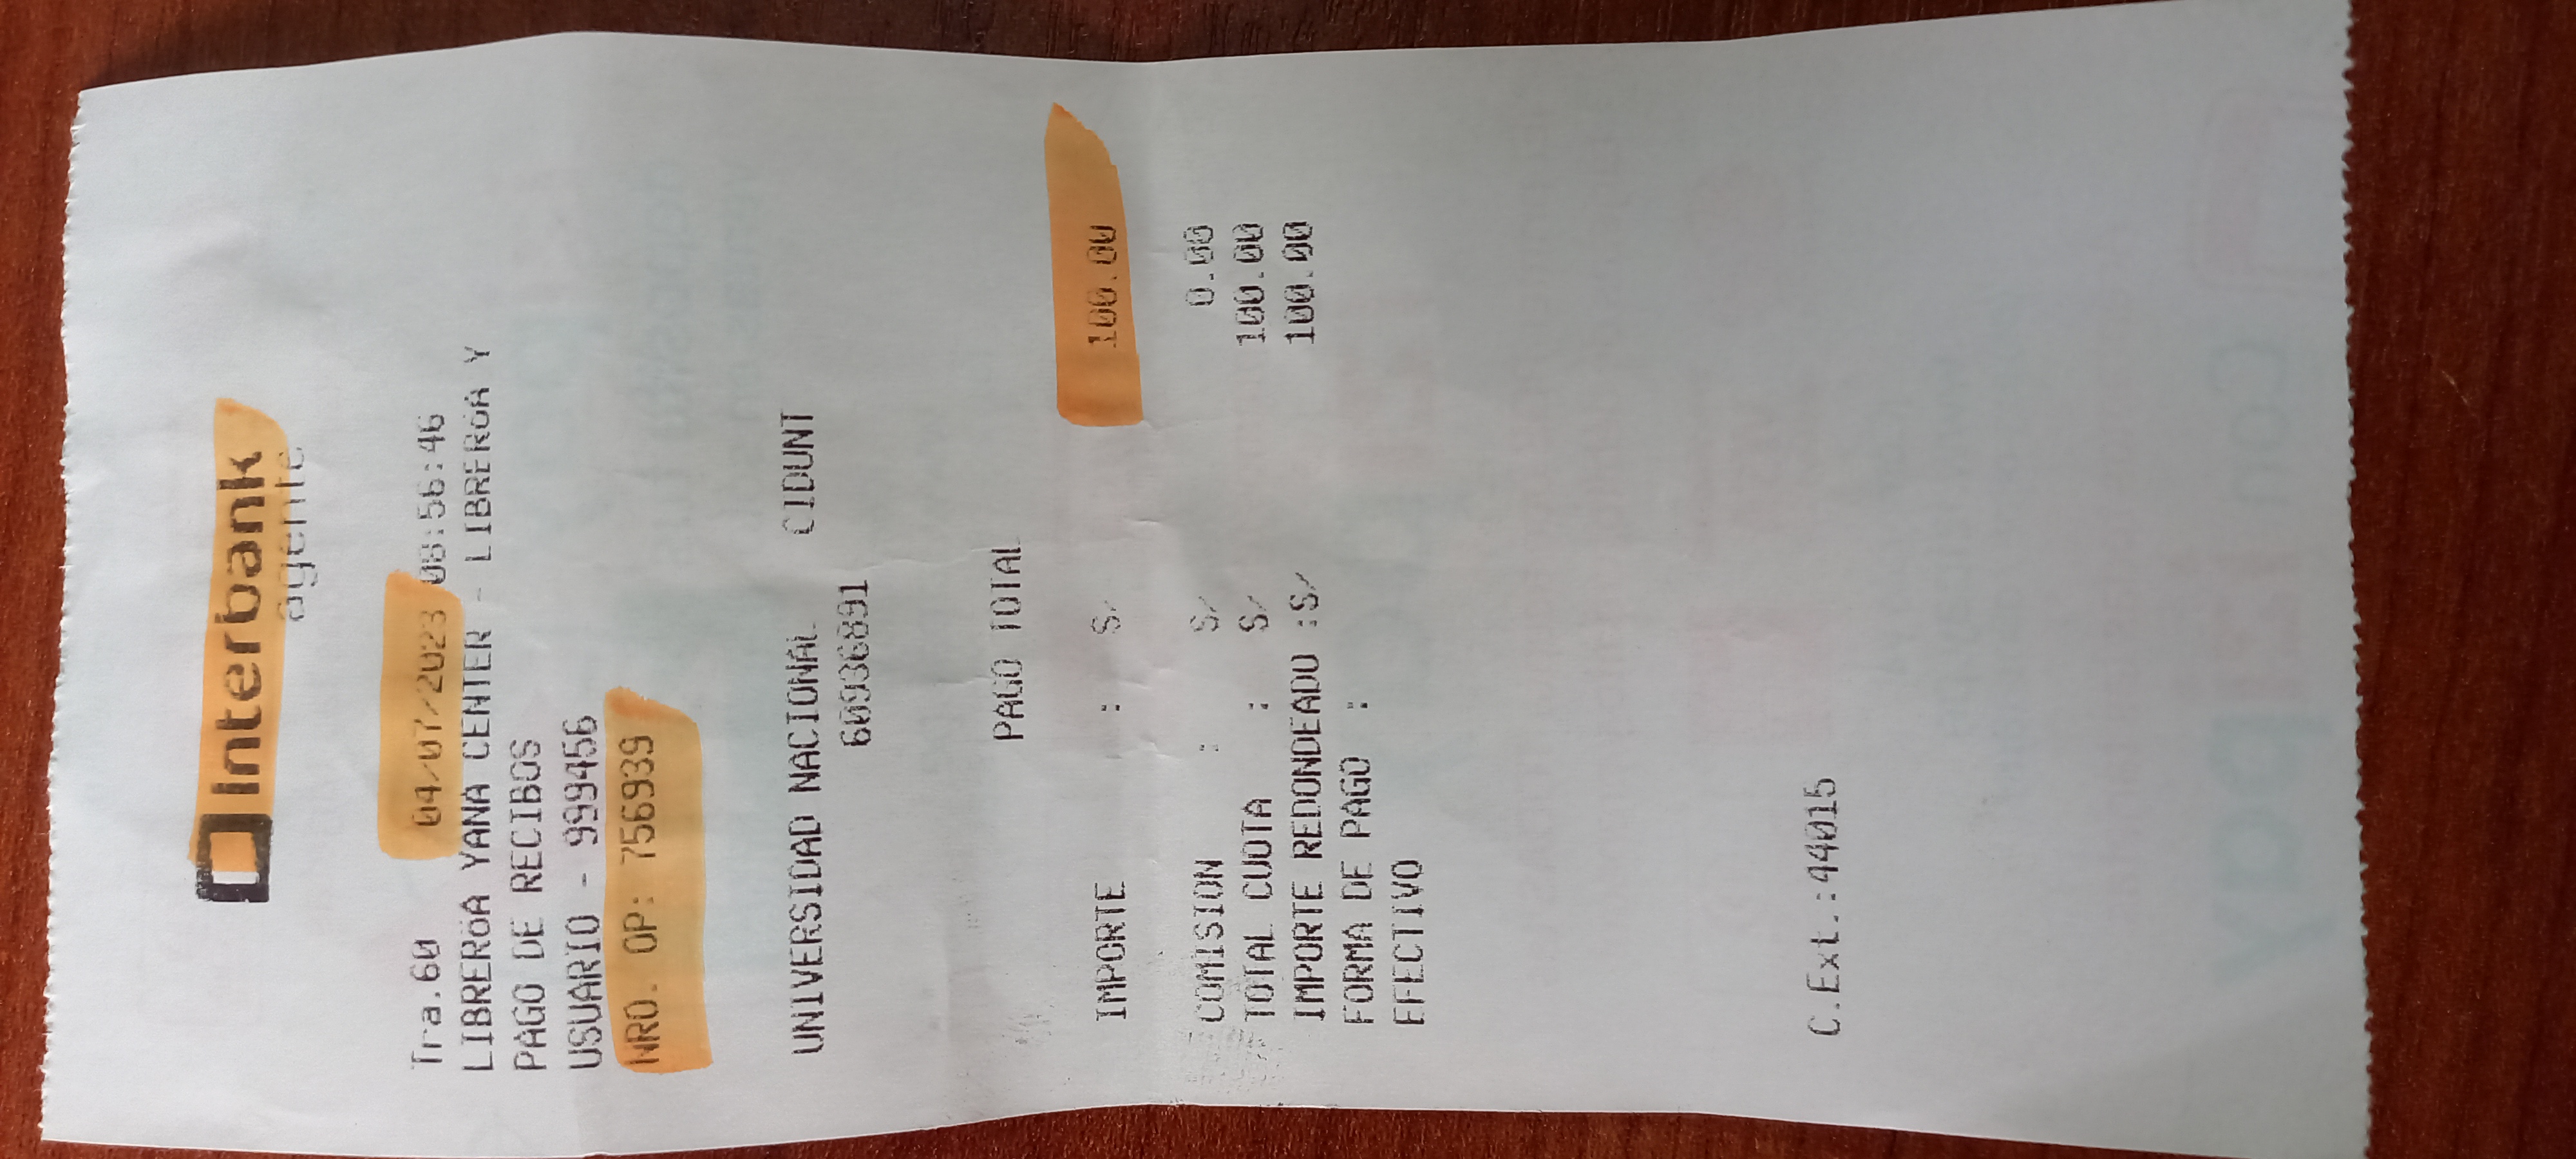 Interbank
agente
Tra.60 04/07/2023 08:56:46
LIBREROA YANA CENTER - LIBREROA Y
PAGO DE RECIBOS
USUARIO - 999456
NRO. OP: 756939
UNIVERSIDAD NACIONAL CIDUNT
60936891
PAGO TOTAL
IMPORTE : S/ 100.00
COMISION : S/ 0.00
TOTAL CUOTA : S/ 100.00
IMPORTE REDONDEADO :S/ 100.00
FORMA DE PAGO :
EFECTIVO
C.Ext.:44015